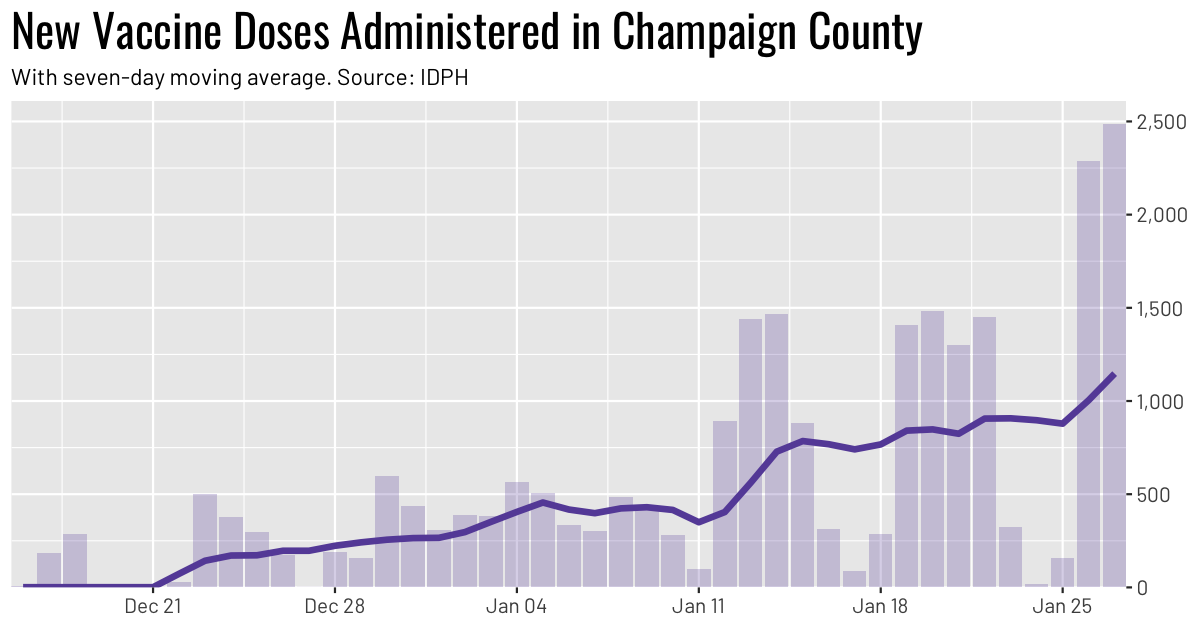 New Vaccine Doses Administered in Champaign County
With seven-day moving average. Source: IDPH
2,500
2,000
1,500
1,000
500
0
Dec 21 Dec 28 Jan 04 Jan 11 Jan 18 Jan 25